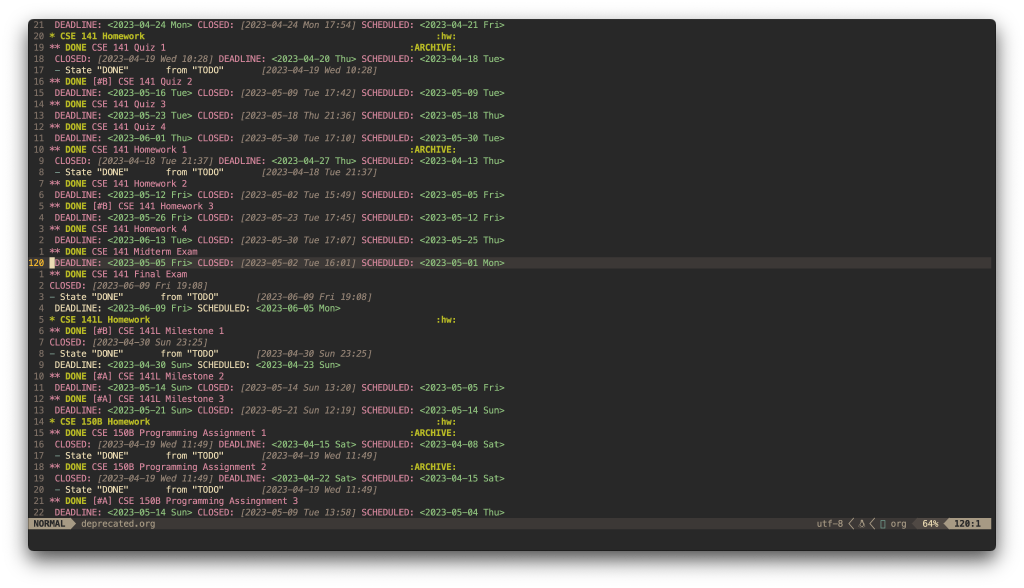 21  DEADLINE: <2023-04-24 Mon> CLOSED: [2023-04-24 Mon 17:54] SCHEDULED: <2023-04-21 Fri>
20 * CSE 141 Homework :hw:
19 ** DONE CSE 141 Quiz 1 :ARCHIVE:
18  CLOSED: [2023-04-19 Wed 10:28] DEADLINE: <2023-04-20 Thu> SCHEDULED: <2023-04-18 Tue>
17  - State "DONE" from "TODO" [2023-04-19 Wed 10:28]
16 ** DONE [#B] CSE 141 Quiz 2
15  DEADLINE: <2023-05-16 Tue> CLOSED: [2023-05-09 Tue 17:42] SCHEDULED: <2023-05-09 Tue>
14 ** DONE CSE 141 Quiz 3
13  DEADLINE: <2023-05-23 Tue> CLOSED: [2023-05-18 Thu 21:36] SCHEDULED: <2023-05-18 Thu>
12 ** DONE CSE 141 Quiz 4
11  DEADLINE: <2023-06-01 Thu> CLOSED: [2023-05-30 Tue 17:10] SCHEDULED: <2023-05-30 Tue>
10 ** DONE CSE 141 Homework 1 :ARCHIVE:
9  CLOSED: [2023-04-18 Tue 21:37] DEADLINE: <2023-04-27 Thu> SCHEDULED: <2023-04-13 Thu>
8  - State "DONE" from "TODO" [2023-04-18 Tue 21:37]
7 ** DONE CSE 141 Homework 2
6  DEADLINE: <2023-05-12 Fri> CLOSED: [2023-05-02 Tue 15:49] SCHEDULED: <2023-05-05 Fri>
5 ** DONE [#B] CSE 141 Homework 3
4  DEADLINE: <2023-05-26 Fri> CLOSED: [2023-05-23 Tue 17:45] SCHEDULED: <2023-05-12 Fri>
3 ** DONE CSE 141 Homework 4
2  DEADLINE: <2023-06-13 Tue> CLOSED: [2023-05-30 Tue 17:07] SCHEDULED: <2023-05-25 Thu>
1 ** DONE CSE 141 Midterm Exam
120  DEADLINE: <2023-05-05 Fri> CLOSED: [2023-05-02 Tue 16:01] SCHEDULED: <2023-05-01 Mon>
1 ** DONE CSE 141 Final Exam
2 CLOSED: [2023-06-09 Fri 19:08]
3 - State "DONE" from "TODO" [2023-06-09 Fri 19:08]
4  DEADLINE: <2023-06-09 Fri> SCHEDULED: <2023-06-05 Mon>
5 * CSE 141L Homework :hw:
6 ** DONE [#B] CSE 141L Milestone 1
7 CLOSED: [2023-04-30 Sun 23:25]
8 - State "DONE" from "TODO" [2023-04-30 Sun 23:25]
9  DEADLINE: <2023-04-30 Sun> SCHEDULED: <2023-04-23 Sun>
10 ** DONE [#A] CSE 141L Milestone 2
11  DEADLINE: <2023-05-14 Sun> CLOSED: [2023-05-14 Sun 13:20] SCHEDULED: <2023-05-05 Fri>
12 ** DONE [#A] CSE 141L Milestone 3
13  DEADLINE: <2023-05-21 Sun> CLOSED: [2023-05-21 Sun 12:19] SCHEDULED: <2023-05-14 Sun>
14 * CSE 150B Homework :hw:
15 ** DONE CSE 150B Programming Assignment 1 :ARCHIVE:
16  CLOSED: [2023-04-19 Wed 11:49] DEADLINE: <2023-04-15 Sat> SCHEDULED: <2023-04-08 Sat>
17  - State "DONE" from "TODO" [2023-04-19 Wed 11:49]
18 ** DONE CSE 150B Programming Assignment 2 :ARCHIVE:
19  CLOSED: [2023-04-19 Wed 11:49] DEADLINE: <2023-04-22 Sat> SCHEDULED: <2023-04-15 Sat>
20  - State "DONE" from "TODO" [2023-04-19 Wed 11:49]
21 ** DONE [#A] CSE 150B Programming Assingnment 3
22  DEADLINE: <2023-05-14 Sun> CLOSED: [2023-05-09 Tue 13:58] SCHEDULED: <2023-05-04 Thu>
NORMAL deprecated.org utf-8 org 64% 120:1